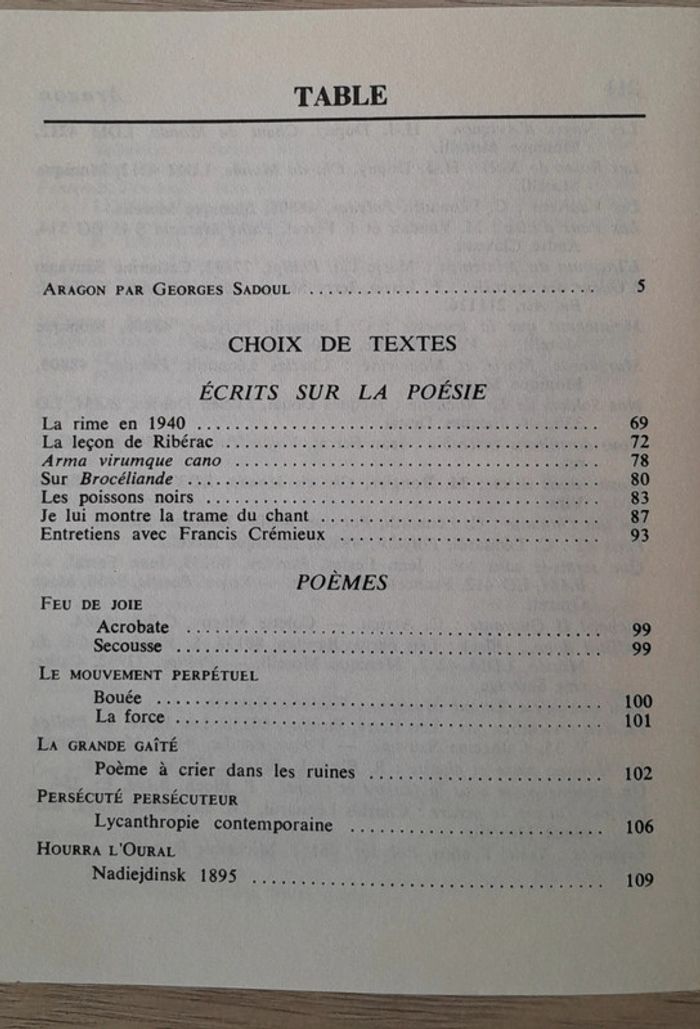 TABLE
ARAGON PAR GEORGES SADOUL .............................. 5
CHOIX DE TEXTES
ÉCRITS SUR LA POÉSIE
La rime en 1940 .......................................... 69
La leçon de Ribérac ...................................... 72
Arma virumque cano ..................................... 78
Sur Brocéliande .......................................... 80
Les poissons noirs ........................................ 83
Je lui montre la trame du chant ............................ 87
Entretiens avec Francis Crémieux .......................... 93
POÈMES
FEU DE JOIE
Acrobate .......................................... 99
Secousse ........................................... 99
LE MOUVEMENT PERPÉTUEL
Bouée ............................................. 100
La force ........................................... 101
LA GRANDE GAÎTÉ
Poème à crier dans les ruines ........................ 102
PERSÉCUTÉ PERSÉCUTEUR
Lycanthropie contemporaine .......................... 106
HOURRA L'OURAL
Nadiejdinsk 1895 .................................... 109